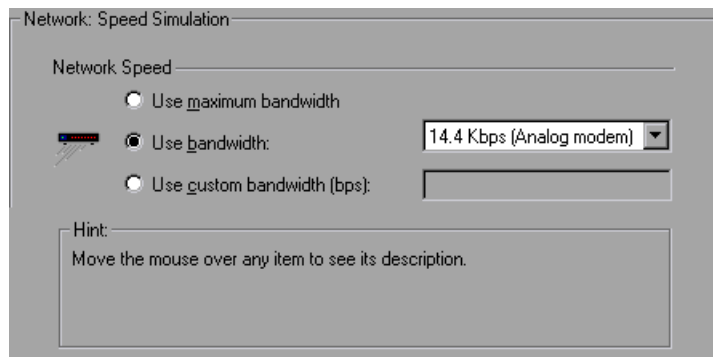 Network: Speed Simulation
Network Speed
Use maximum bandwidth
Use bandwidth: 14.4 Kbps (Analog modem)
Use custom bandwidth (bps):
Hint:
Move the mouse over any item to see its description.